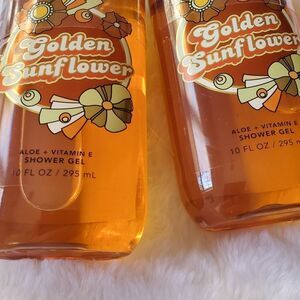 Golden
Sunflower
ALOE + VITAMIN E
SHOWER GEL
10 FL OZ / 295 mL
Golden
Sunflower
ALOE + VITAMIN E
SHOWER GEL
10 FL OZ / 295 m